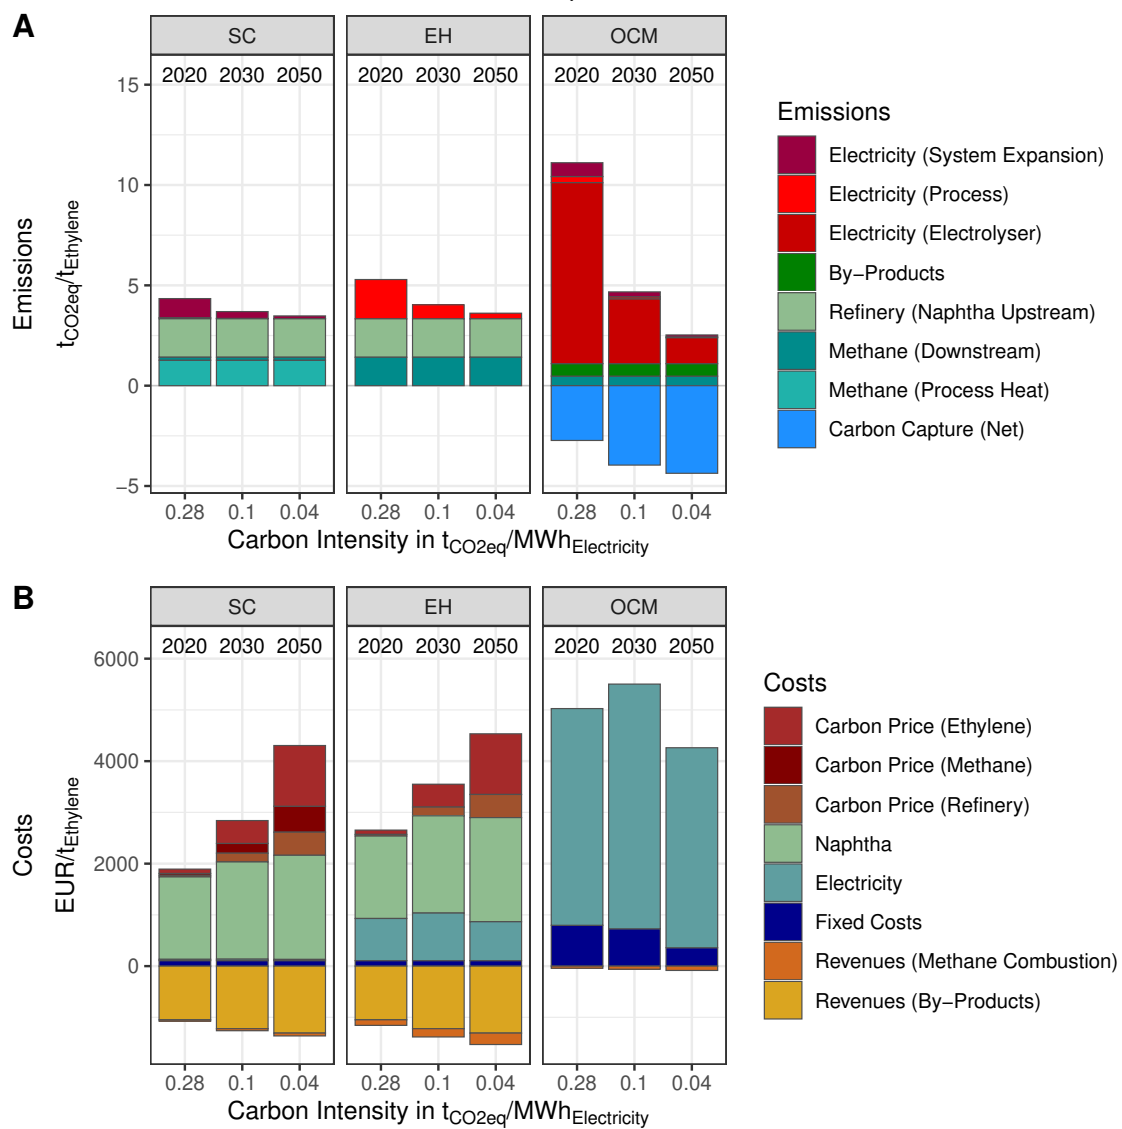 A
SC EH OCM
2020 2030 2050 2020 2030 2050 2020 2030 2050
15
10
5
0
−5
Emissions
tCO2eq/tEthylene
0.28 0.1 0.04 0.28 0.1 0.04 0.28 0.1 0.04
Carbon Intensity in tCO2eq/MWhElectricity
Emissions
Electricity (System Expansion)
Electricity (Process)
Electricity (Electrolyser)
By−Products
Refinery (Naphtha Upstream)
Methane (Downstream)
Methane (Process Heat)
Carbon Capture (Net)
B
SC EH OCM
2020 2030 2050 2020 2030 2050 2020 2030 2050
6000
4000
2000
0
Costs
EUR/tEthylene
0.28 0.1 0.04 0.28 0.1 0.04 0.28 0.1 0.04
Carbon Intensity in tCO2eq/MWhElectricity
Costs
Carbon Price (Ethylene)
Carbon Price (Methane)
Carbon Price (Refinery)
Naphtha
Electricity
Fixed Costs
Revenues (Methane Combustion)
Revenues (By−Products)